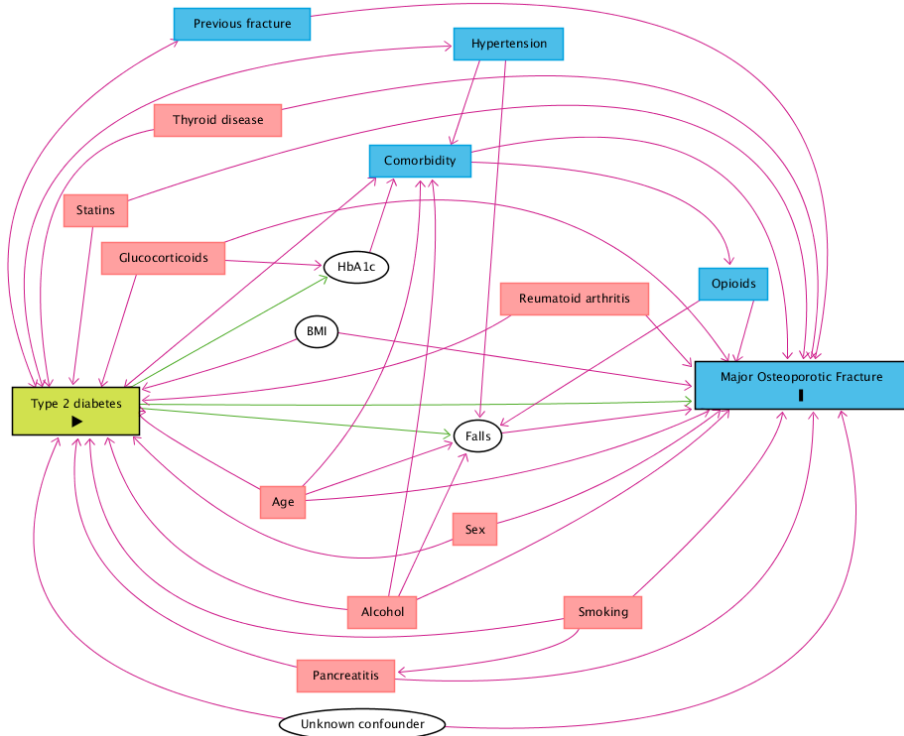 Previous fracture
Hypertension
Thyroid disease
Comorbidity
Statins
Glucocorticoids
HbA1c
Opioids
Reumatoid arthritis
BMI
Major Osteoporotic Fracture
Type 2 diabetes
Falls
Age
Sex
Alcohol
Smoking
Pancreatitis
Unknown confounder